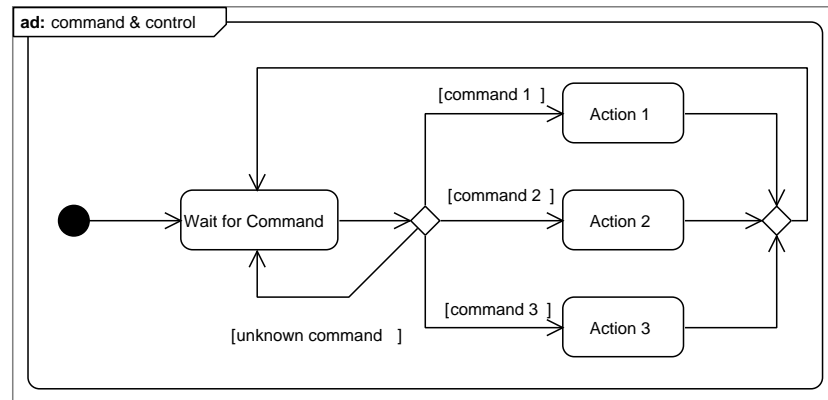 ad: command & control
[command 1 ]
Action 1
[command 2 ]
Wait for Command
Action 2
[command 3 ]
Action 3
[unknown command ]